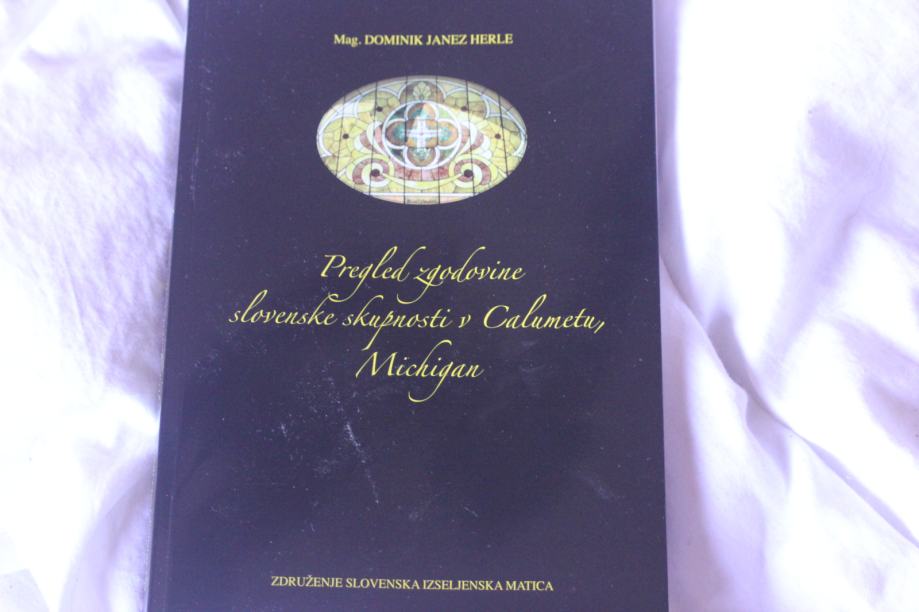 Mag. DOMINIK JANEZ HERLE
Pregled zgodovine
slovenske skupnosti v Calumetu,
Michigan
ZDRUŽENJE SLOVENSKA IZSELJENSKA MATICA